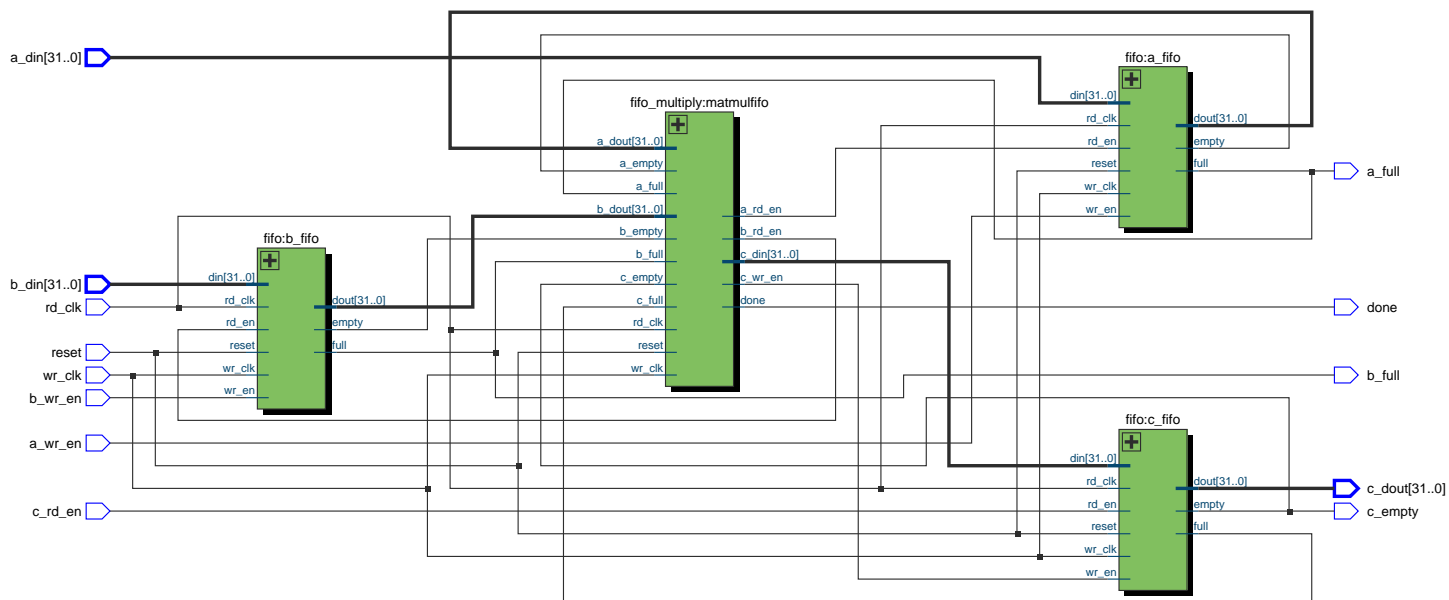 a_din[31..0]
b_din[31..0]
rd_clk
reset
wr_clk
b_wr_en
a_wr_en
c_rd_en
fifo:b_fifo
din[31..0]
rd_clk
rd_en
reset
wr_clk
wr_en
dout[31..0]
empty
full
fifo_multiply:matmulfifo
a_dout[31..0]
a_empty
a_full
b_dout[31..0]
b_empty
b_full
c_empty
c_full
rd_clk
reset
wr_clk
a_rd_en
b_rd_en
c_din[31..0]
c_wr_en
done
fifo:a_fifo
din[31..0]
rd_clk
rd_en
reset
wr_clk
wr_en
dout[31..0]
empty
full
fifo:c_fifo
din[31..0]
rd_clk
rd_en
reset
wr_clk
wr_en
dout[31..0]
empty
full
a_full
done
b_full
c_dout[31..0]
c_empty